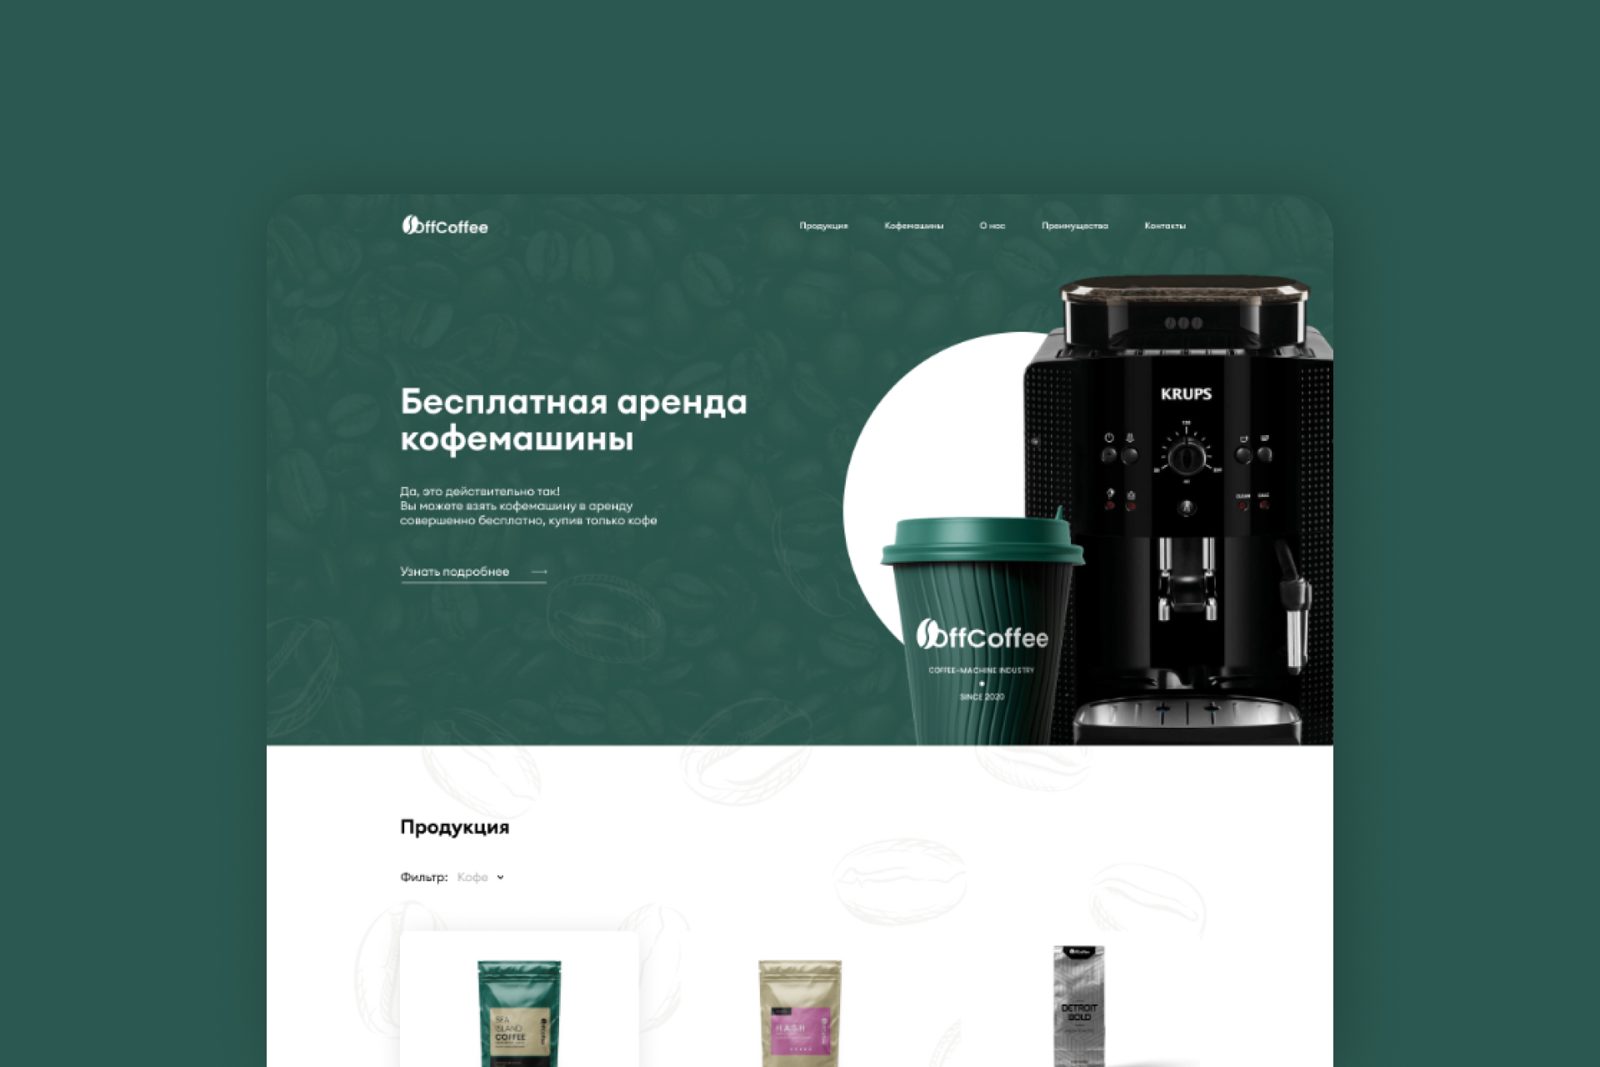 OffCoffee
Продукция
Кофемашины
О нас
Преимущества
Контакты
Бесплатная аренда
кофемашины
Да, это действительно так!
Вы можете взять кофемашину в аренду
совершенно бесплатно, купив только кофе
Узнать подробнее
KRUPS
OffCoffee
COFFEE-MACHINE INDUSTRY
SINCE 2020
Продукция
Фильтр: Кофе
SEA
ISLAND
COFFEE
HASH
OffCoffee
DETROIT
BOLD